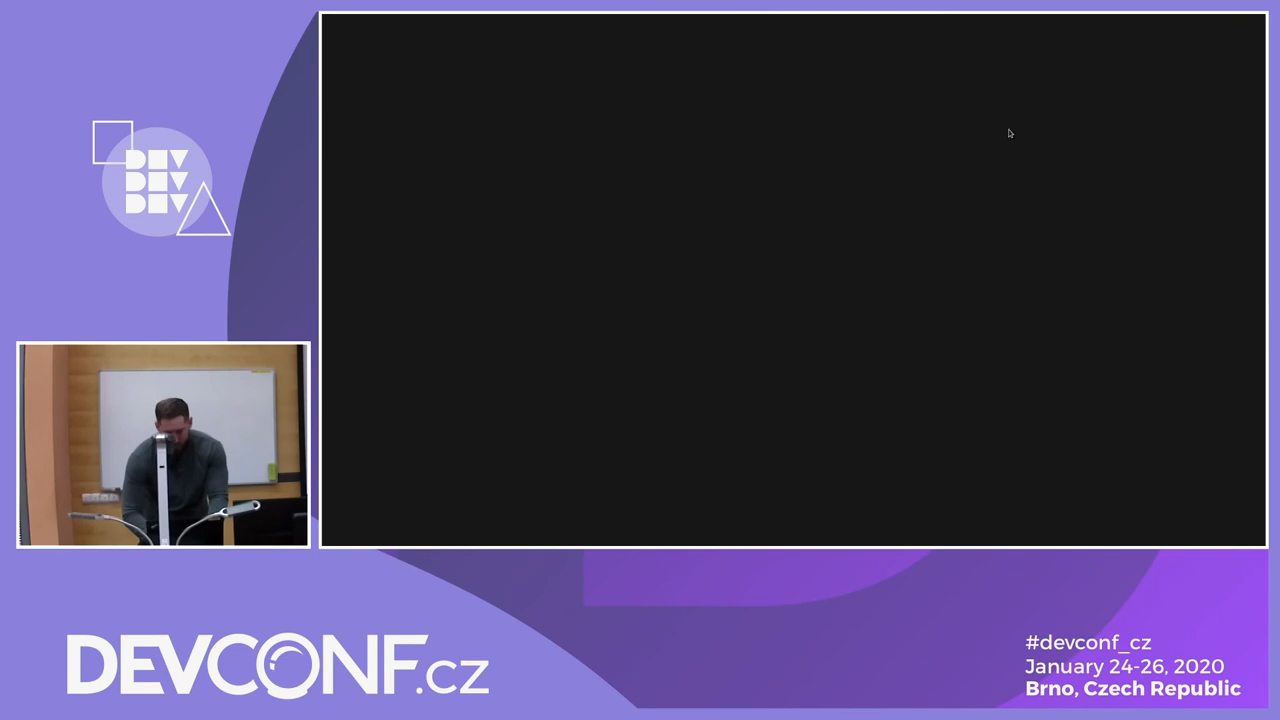 DEV
DEV
DEV
DEVCONF.cz
#devconf_cz
January 24-26, 2020
Brno, Czech Republic